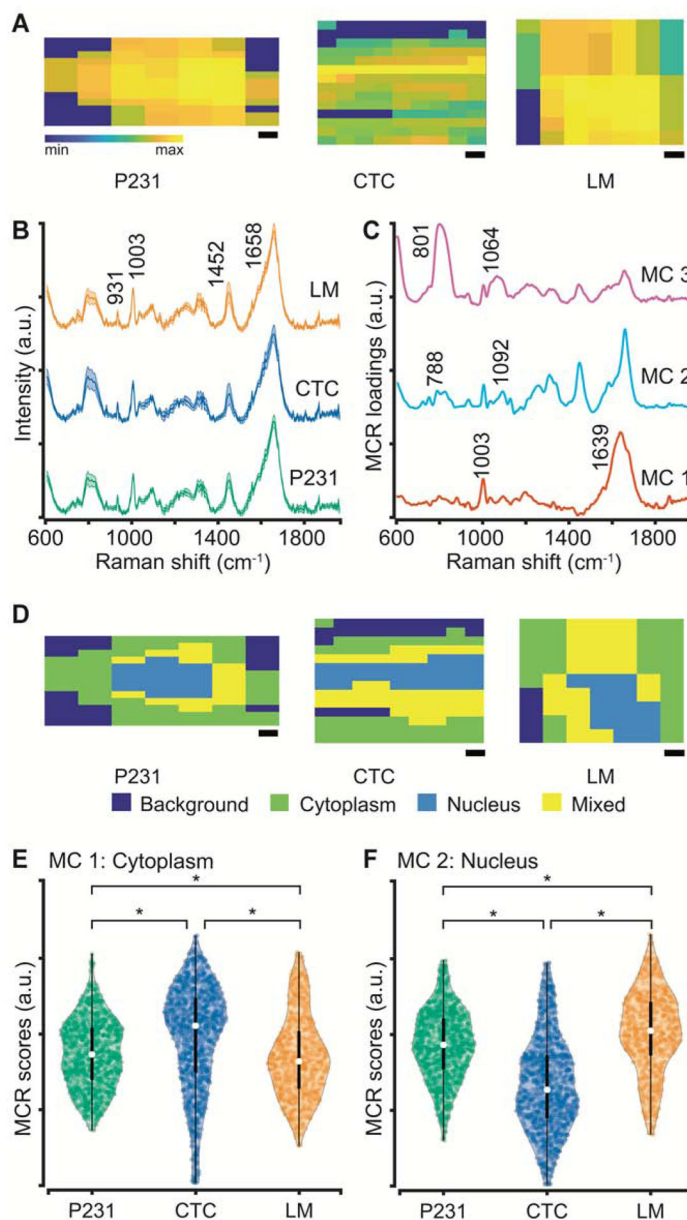 A
min max
P231 CTC LM
B
C
931
1003
1452
1658
LM
CTC
P231
Intensity (a.u.)
600 1000 1400 1800
Raman shift (cm⁻¹)
801
1064
MC 3
788
1092
MC 2
1003
1639
MC 1
MCR loadings (a.u.)
600 1000 1400 1800
Raman shift (cm⁻¹)
D
P231 CTC LM
Background Cytoplasm Nucleus Mixed
E MC 1: Cytoplasm
*
* *
MCR scores (a.u.)
P231 CTC LM
F MC 2: Nucleus
*
* *
MCR scores (a.u.)
P231 CTC LM